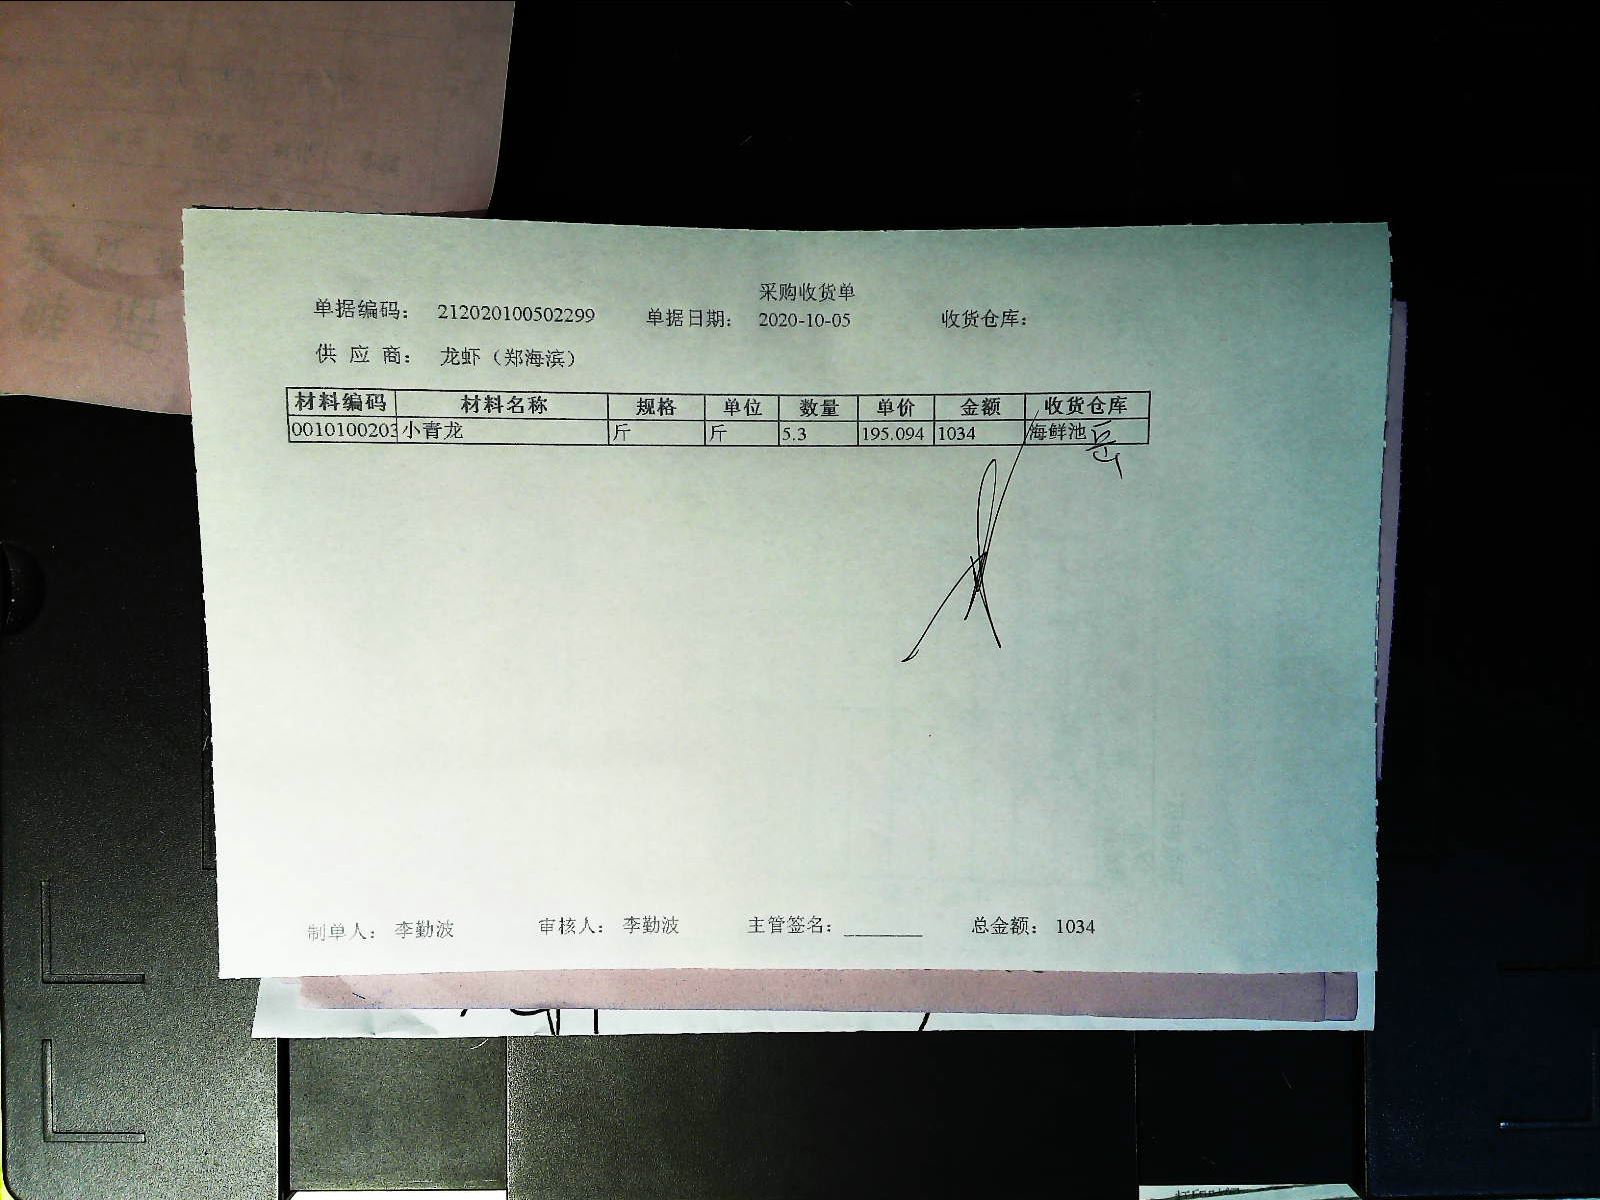 采购收货单
单据编码： 212020100502299 单据日期： 2020-10-05 收货仓库：
供 应 商： 龙虾（郑海滨）
材料编码 材料名称 规格 单位 数量 单价 金额 收货仓库
0010100203 小青龙 斤 斤 5.3 195.094 1034 海鲜池
制单人： 李勤波 审核人： 李勤波 主管签名： 总金额： 1034